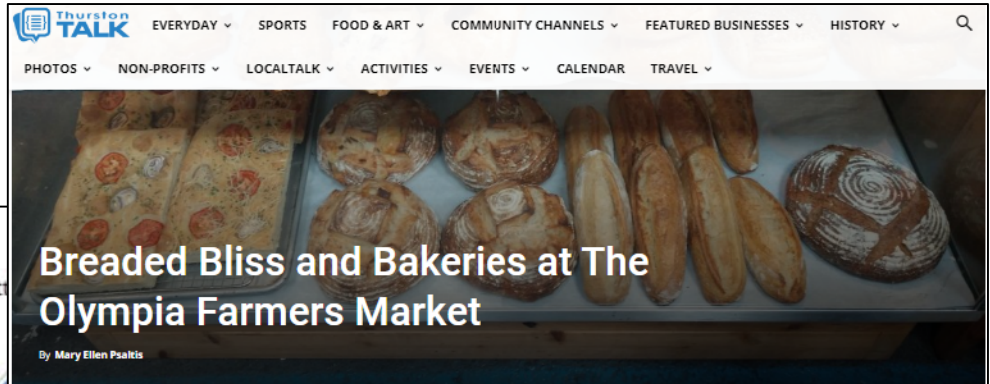 Thurston
TALK
EVERYDAY SPORTS FOOD & ART COMMUNITY CHANNELS FEATURED BUSINESSES HISTORY
PHOTOS NON-PROFITS LOCALTALK ACTIVITIES EVENTS CALENDAR TRAVEL
Breaded Bliss and Bakeries at The
Olympia Farmers Market
By Mary Ellen Psaltis